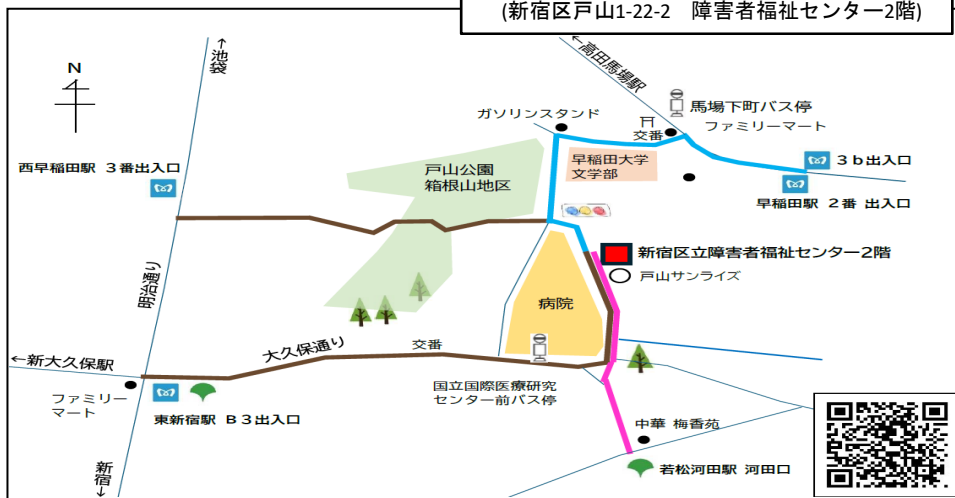 (新宿区戸山1-22-2　障害者福祉センター2階)
←高田馬場駅
↑池袋
N
馬場下町バス停
ガソリンスタンド
交番
ファミリーマート
西早稲田駅 3番出入口
戸山公園
箱根山地区
早稲田大学
文学部
3ｂ出入口
早稲田駅 2番 出入口
新宿区立障害者福祉センター2階
戸山サンライズ
明治通り
病院
←新大久保駅
大久保通り
交番
ファミリー
マート
東新宿駅 Ｂ3出入口
国立国際医療研究
センター前バス停
中華 梅香苑
新宿↓
若松河田駅 河田口